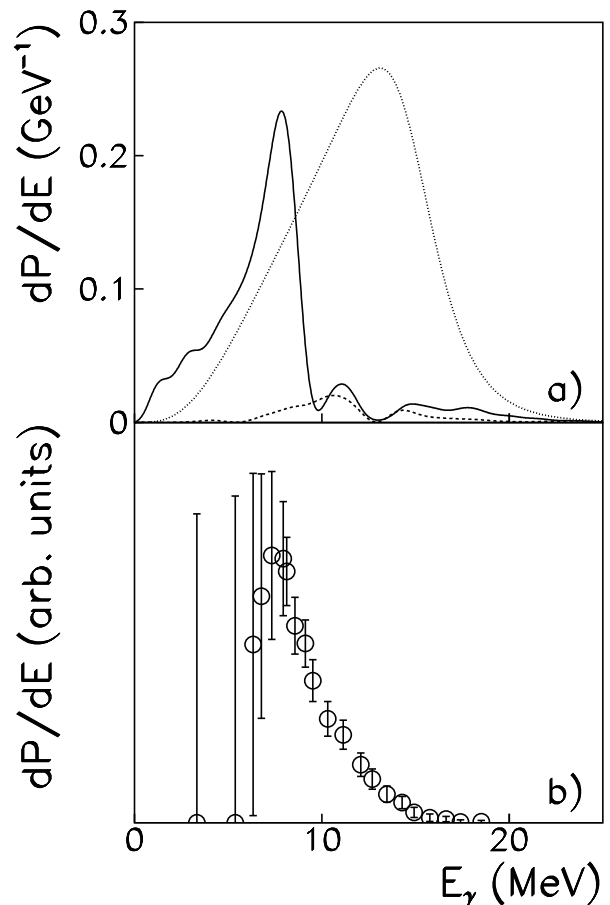 0.3
0.2
0.1
0
dP/dE (GeV⁻¹)
a)
dP/dE (arb. units)
b)
0 10 20
Eγ (MeV)